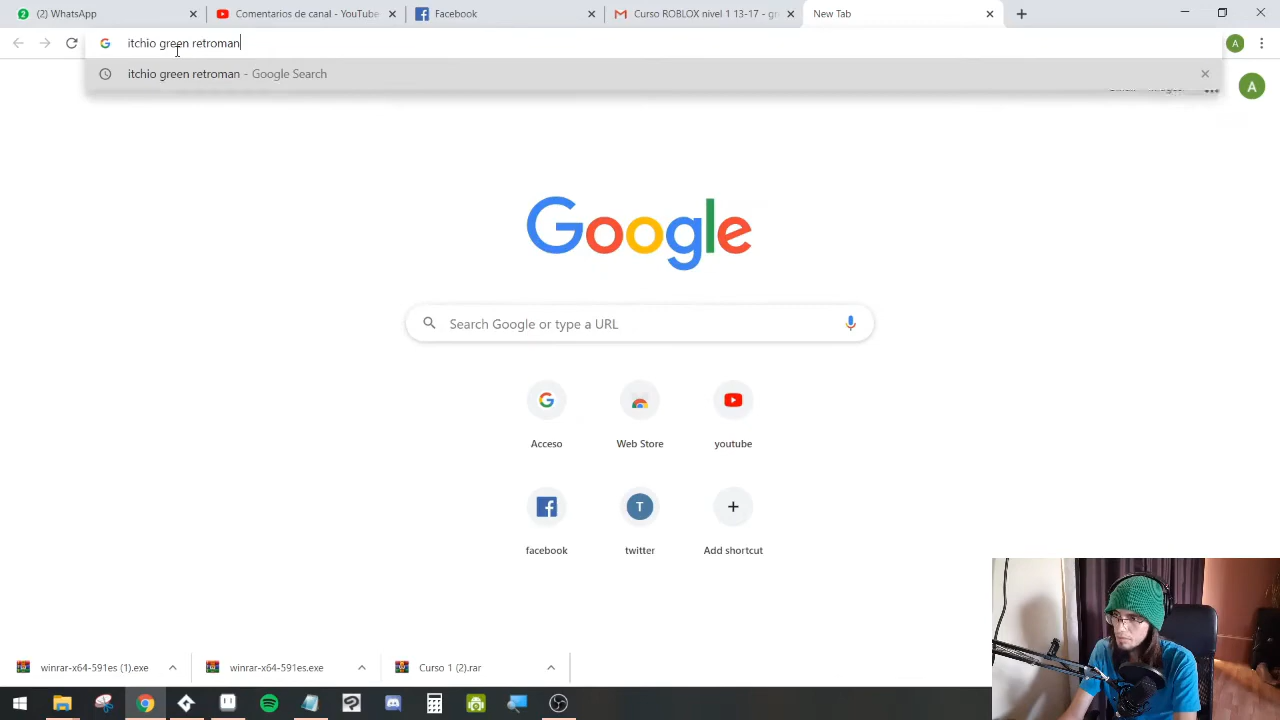 (2) WhatsApp
Comentarios de canal - YouTube
Facebook
Curso ROBLOX nivel 1 13-17 - gr
New Tab
itchio green retroman
A
itchio green retroman - Google Search
A
Google
Search Google or type a URL
Acceso
Web Store
youtube
facebook
T
twitter
Add shortcut
winrar-x64-591es (1).exe
winrar-x64-591es.exe
Curso 1 (2).rar